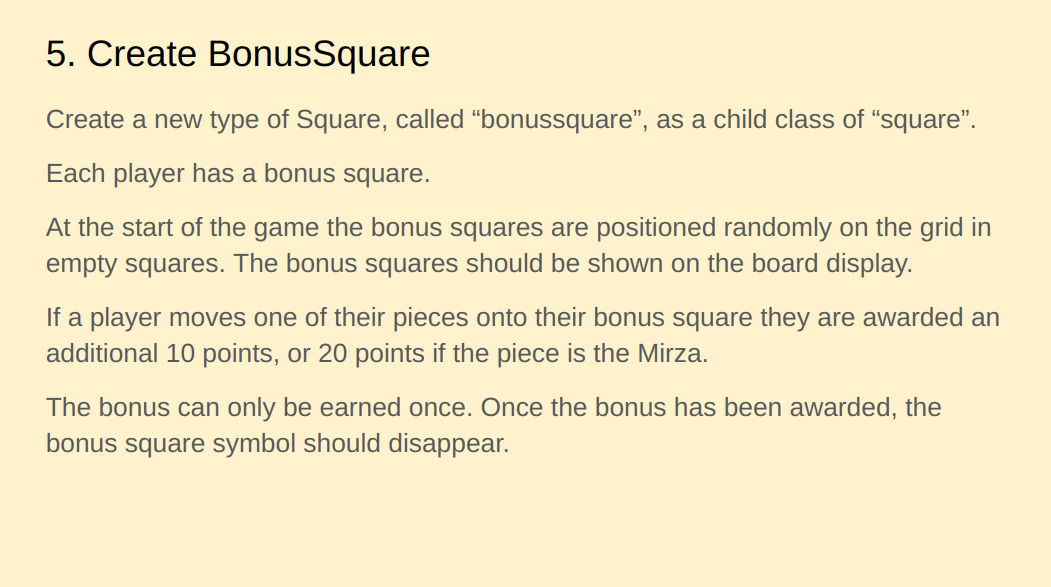 5. Create BonusSquare
Create a new type of Square, called “bonussquare”, as a child class of “square”.
Each player has a bonus square.
At the start of the game the bonus squares are positioned randomly on the grid in
empty squares. The bonus squares should be shown on the board display.
If a player moves one of their pieces onto their bonus square they are awarded an
additional 10 points, or 20 points if the piece is the Mirza.
The bonus can only be earned once. Once the bonus has been awarded, the
bonus square symbol should disappear.